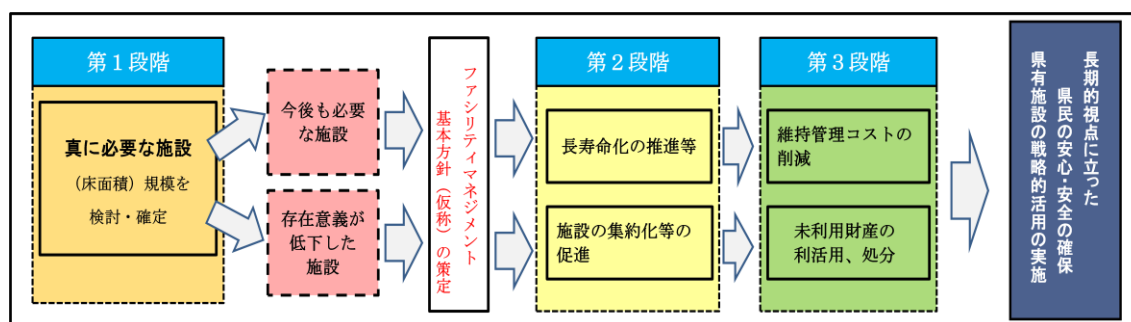 第１段階
真に必要な施設
（床面積）規模を
検討・確定
今後も必要
な施設
存在意義が
低下した
施設
ファシリティマネジメント
基本方針（仮称）の策定
第２段階
長寿命化の推進等
施設の集約化等の
促進
第３段階
維持管理コストの
削減
未利用財産の
利活用、処分
長期的視点に立った
県民の安心・安全の確保
県有施設の戦略的活用の実施